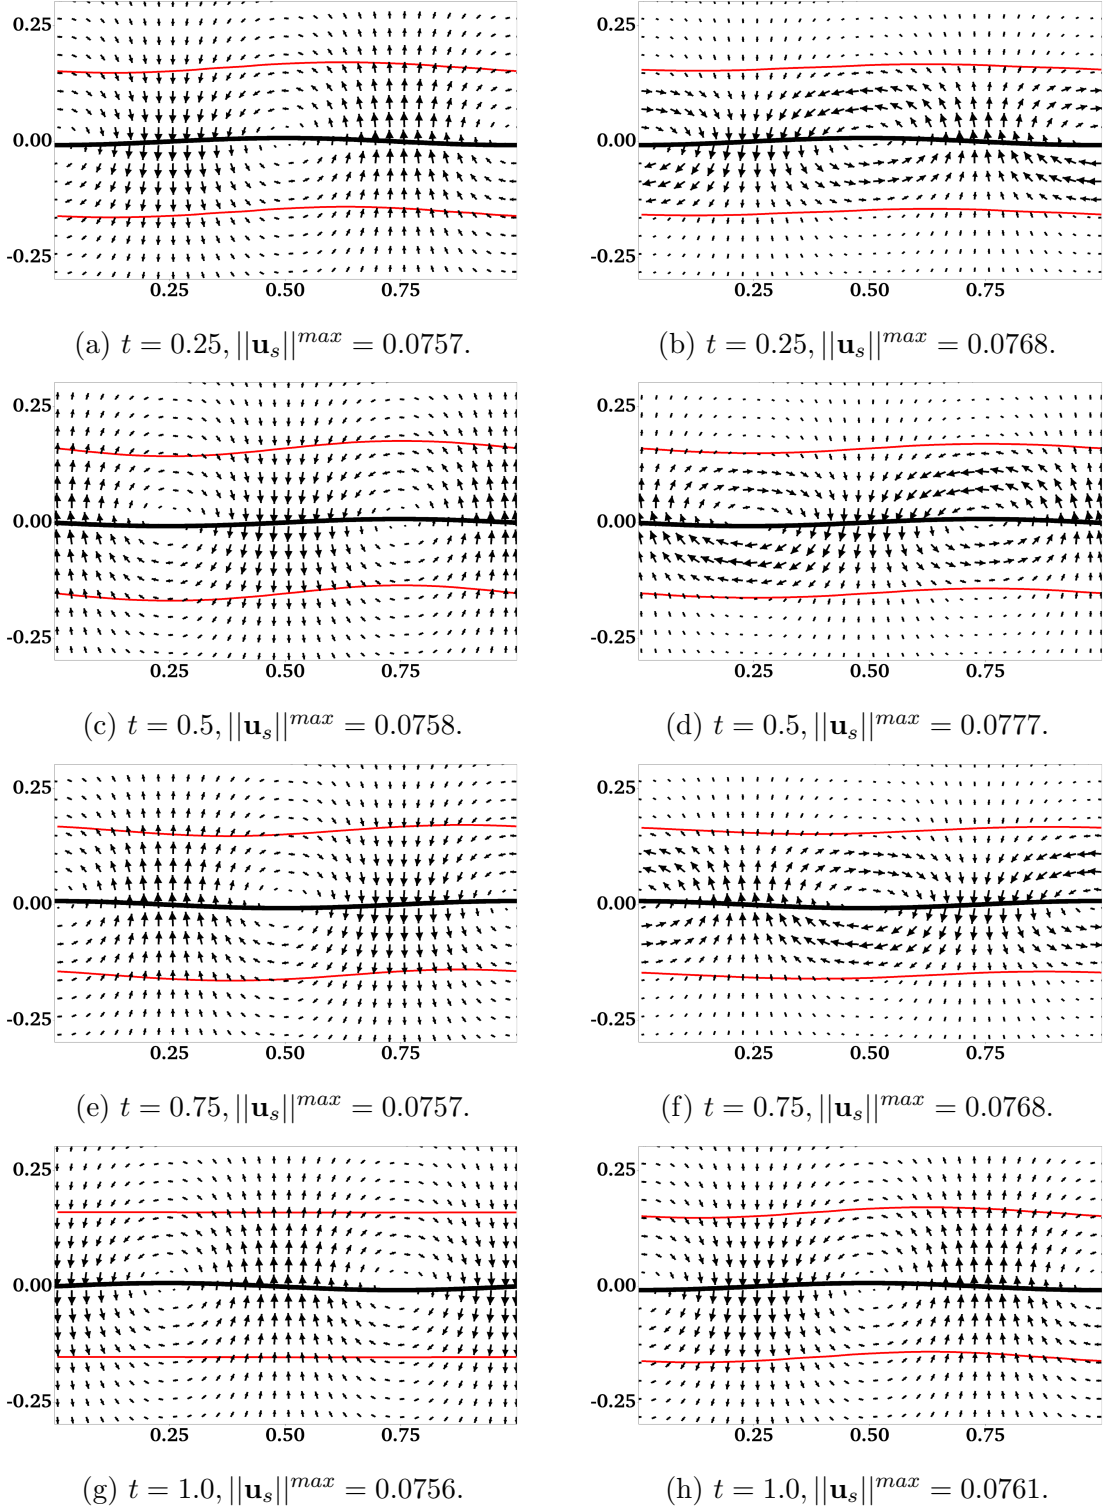 0.25 0.25
0.00 0.00
-0.25 -0.25
0.25 0.50 0.75 0.25 0.50 0.75
(a) t = 0.25, ||u_s||^{max} = 0.0757. (b) t = 0.25, ||u_s||^{max} = 0.0768.
0.25 0.25
0.00 0.00
-0.25 -0.25
0.25 0.50 0.75 0.25 0.50 0.75
(c) t = 0.5, ||u_s||^{max} = 0.0758. (d) t = 0.5, ||u_s||^{max} = 0.0777.
0.25 0.25
0.00 0.00
-0.25 -0.25
0.25 0.50 0.75 0.25 0.50 0.75
(e) t = 0.75, ||u_s||^{max} = 0.0757. (f) t = 0.75, ||u_s||^{max} = 0.0768.
0.25 0.25
0.00 0.00
-0.25 -0.25
0.25 0.50 0.75 0.25 0.50 0.75
(g) t = 1.0, ||u_s||^{max} = 0.0756. (h) t = 1.0, ||u_s||^{max} = 0.0761.